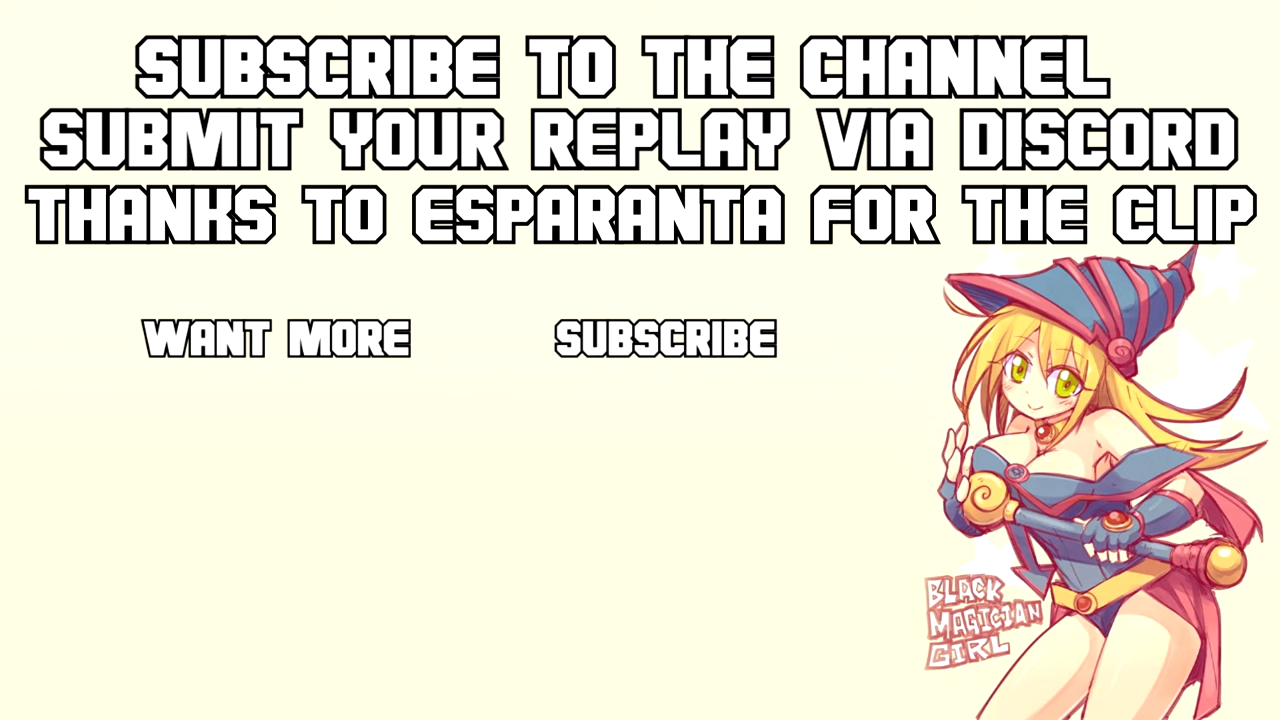 SUBSCRIBE TO THE CHANNEL
SUBMIT YOUR REPLAY VIA DISCORD
THANKS TO ESPARANTA FOR THE CLIP
WANT MORE
SUBSCRIBE
BLACK
MAGICIAN
GIRL